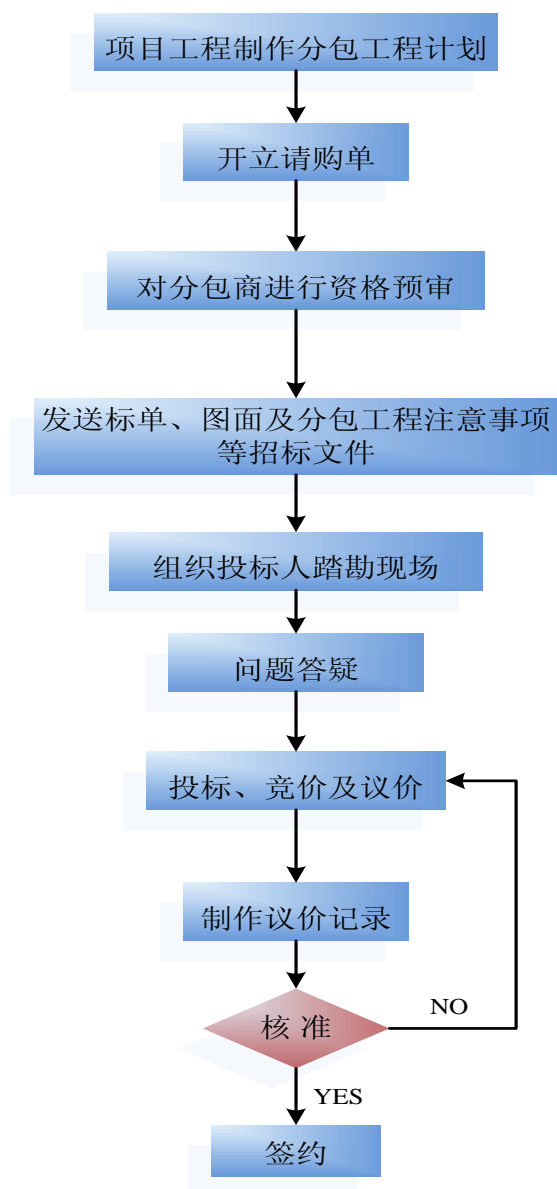 项目工程制作分包工程计划
开立请购单
对分包商进行资格预审
发送标单、图面及分包工程注意事项
等招标文件
组织投标人踏勘现场
问题答疑
投标、竞价及议价
制作议价记录
核 准
NO
YES
签约